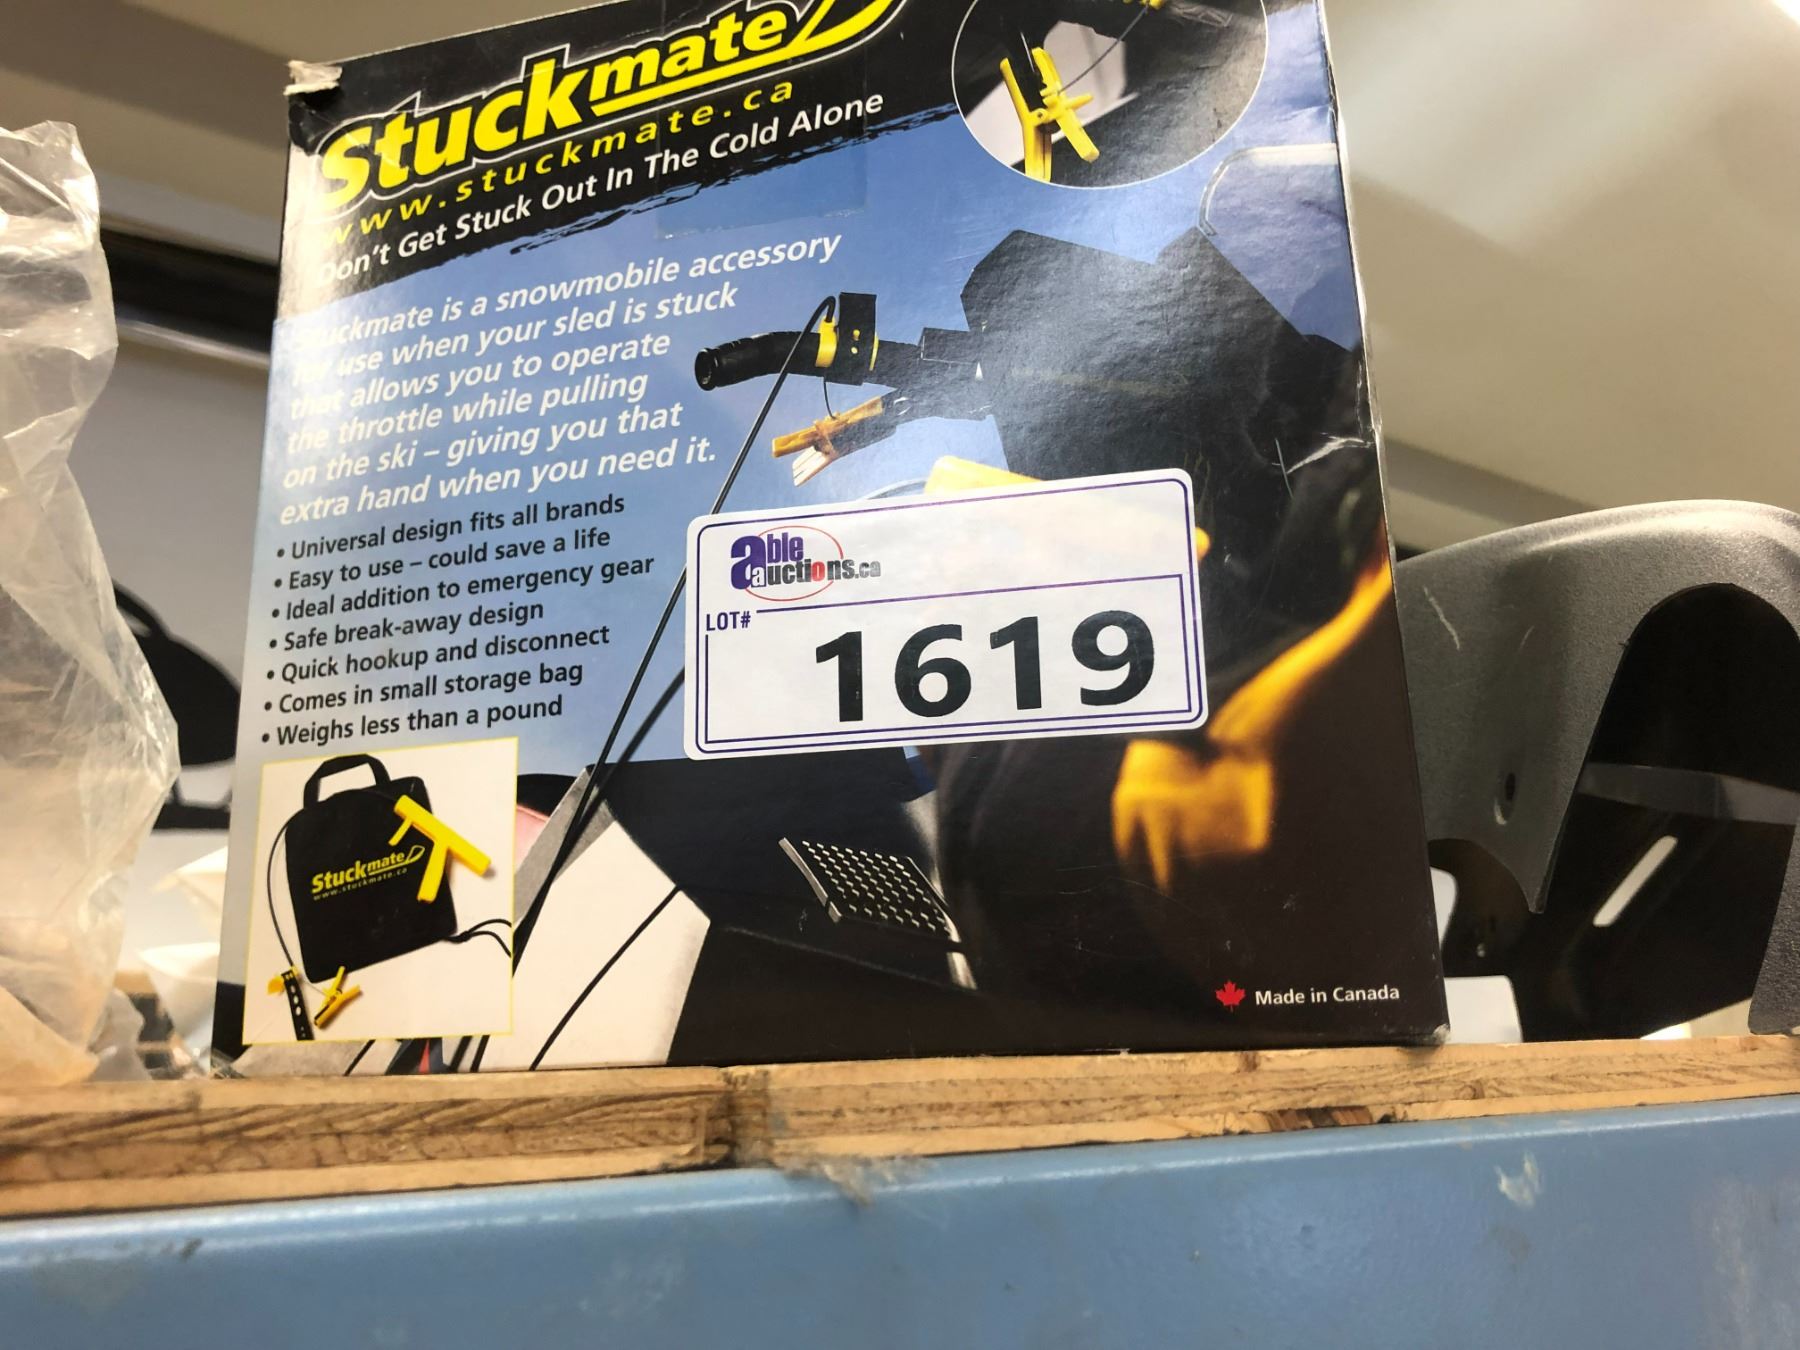 Stuckmate
www.stuckmate.ca
Don't Get Stuck Out In The Cold Alone
Stuckmate is a snowmobile accessory
for use when your sled is stuck
that allows you to operate
the throttle while pulling
on the ski – giving you that
extra hand when you need it.
• Universal design fits all brands
• Easy to use – could save a life
• Ideal addition to emergency gear
• Safe break-away design
• Quick hookup and disconnect
• Comes in small storage bag
• Weighs less than a pound
able
auctions.ca
LOT#
1619
Stuckmate
www.stuckmate.ca
Made in Canada